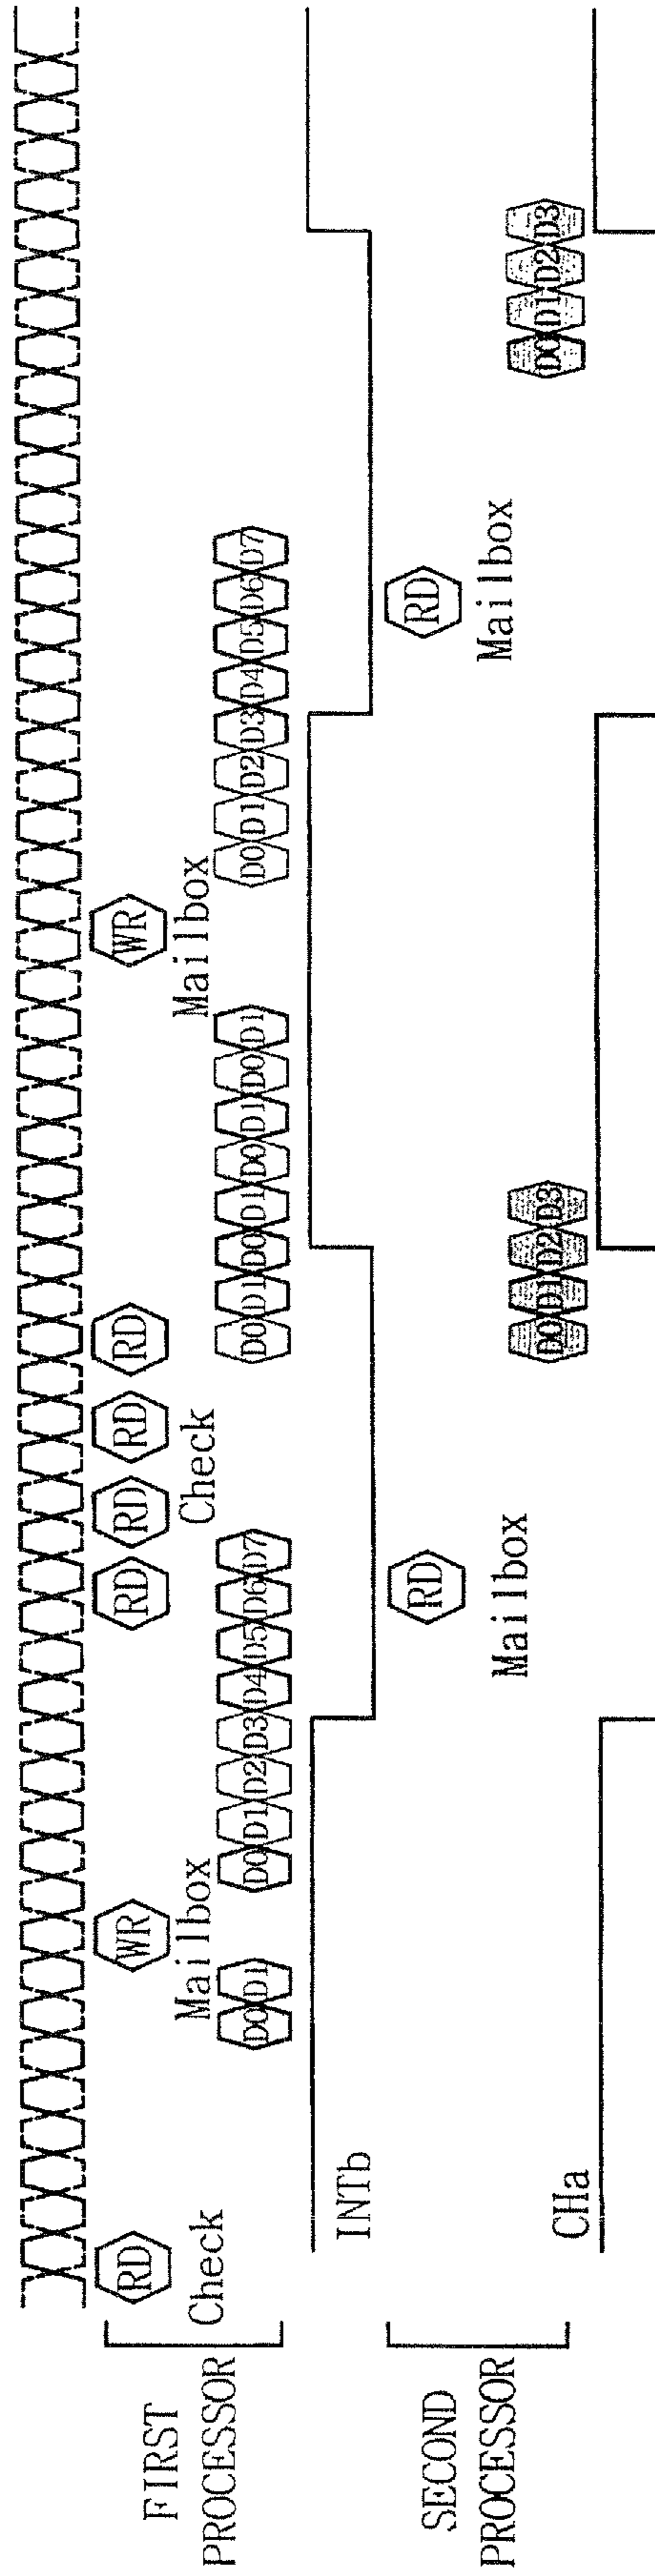 FIRST
PROCESSOR
RD RD RD RD RD
WR WR
Check Mailbox Check Mailbox
D0 D1 D0 D1 D2 D3 D4 D5 D6 D7 D0 D1 D0 D1 D0 D1 D0 D1 D0 D1 D2 D3 D4 D5 D6 D7
INTb
SECOND
PROCESSOR
RD RD
Mailbox Mailbox
D0 D1 D2 D3 D0 D1 D2 D3
CHa